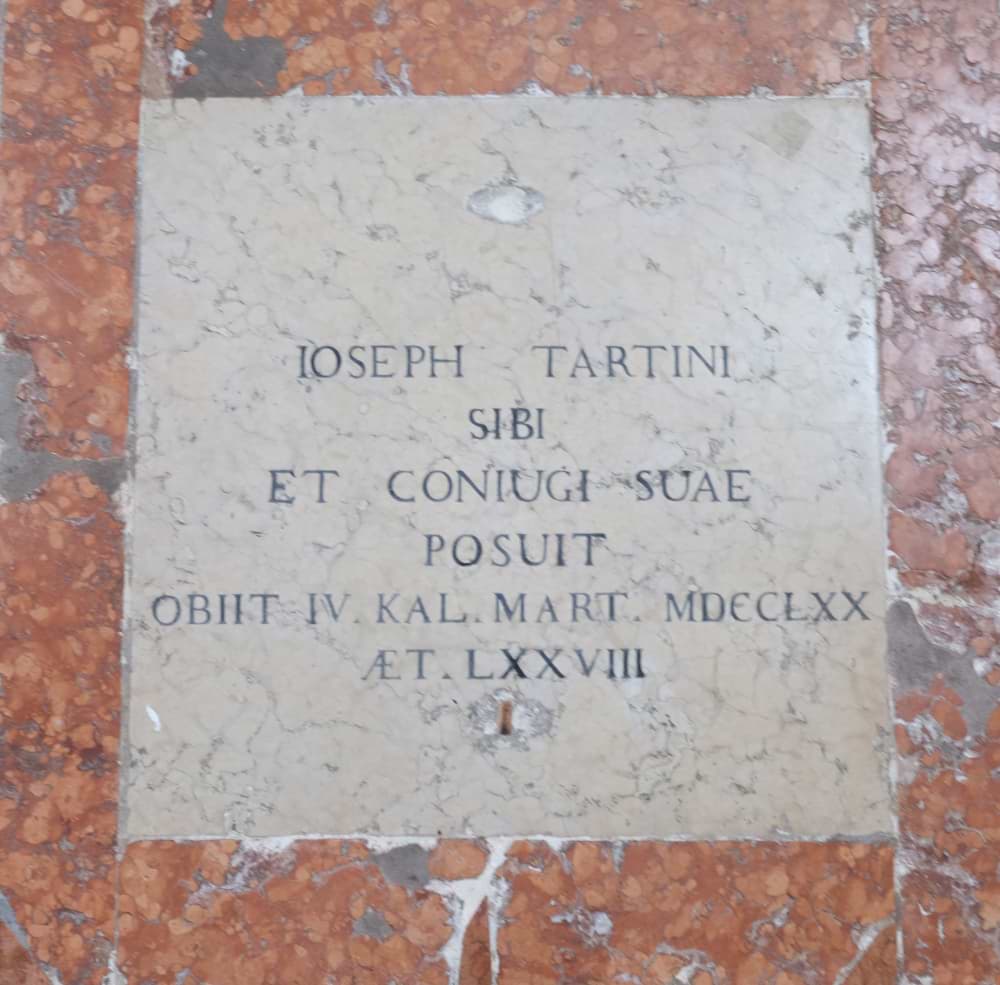 IOSEPH TARTINI
SIBI
ET CONIUGI SUAE
POSUIT
OBIIT IV. KAL. MART. MDCCLXX
ÆT. LXXVIII